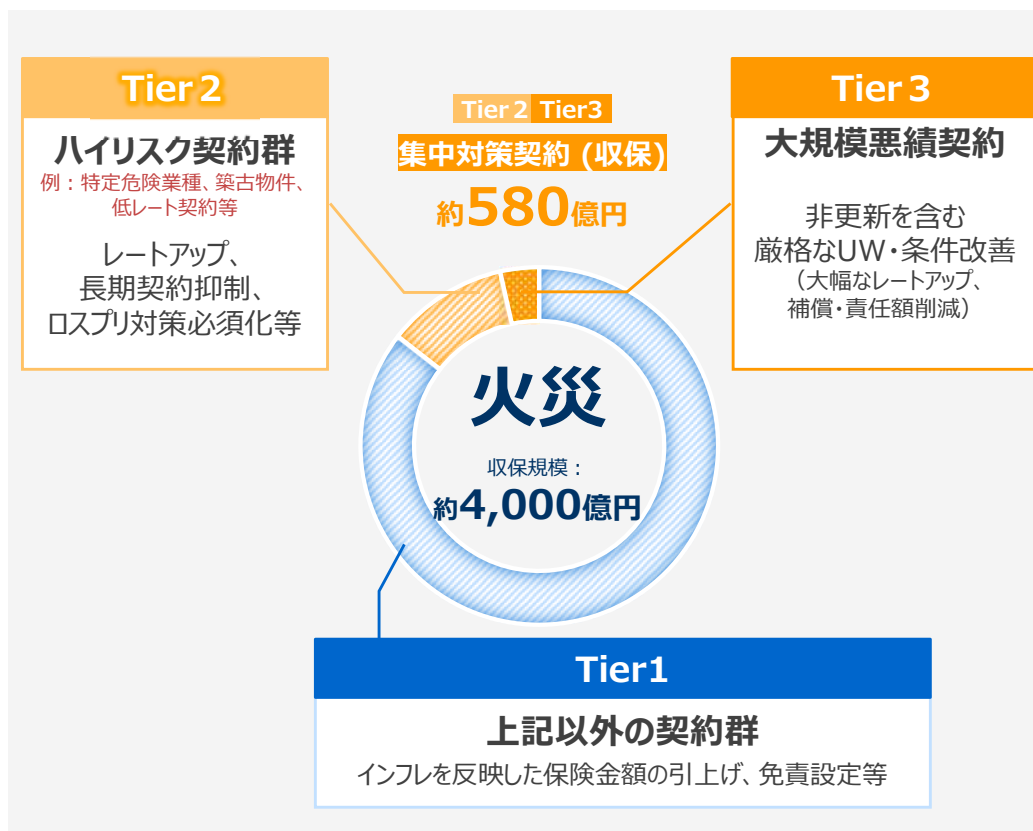 Tier 2
ハイリスク契約群
例：特定危険業種、築古物件、
低レート契約等
レートアップ、
長期契約抑制、
ロスプリ対策必須化等
Tier 2 Tier3
集中対策契約 (収保)
約580億円
Tier 3
大規模悪績契約
非更新を含む
厳格なUW・条件改善
（大幅なレートアップ、
補償・責任額削減）
火災
収保規模：
約4,000億円
Tier1
上記以外の契約群
インフレを反映した保険金額の引上げ、免責設定等